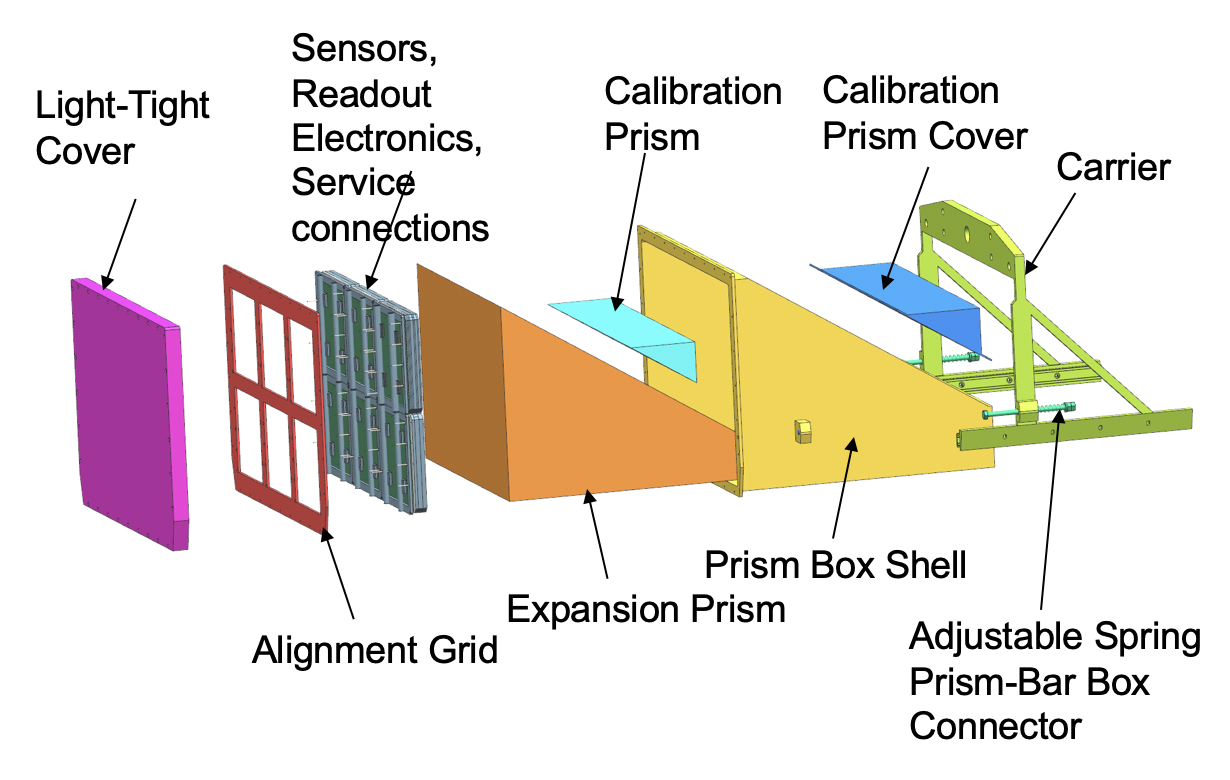 Sensors,
Readout
Electronics,
Service
connections
Light-Tight
Cover
Calibration
Prism
Calibration
Prism Cover
Carrier
Prism Box Shell
Expansion Prism
Alignment Grid
Adjustable Spring
Prism-Bar Box
Connector